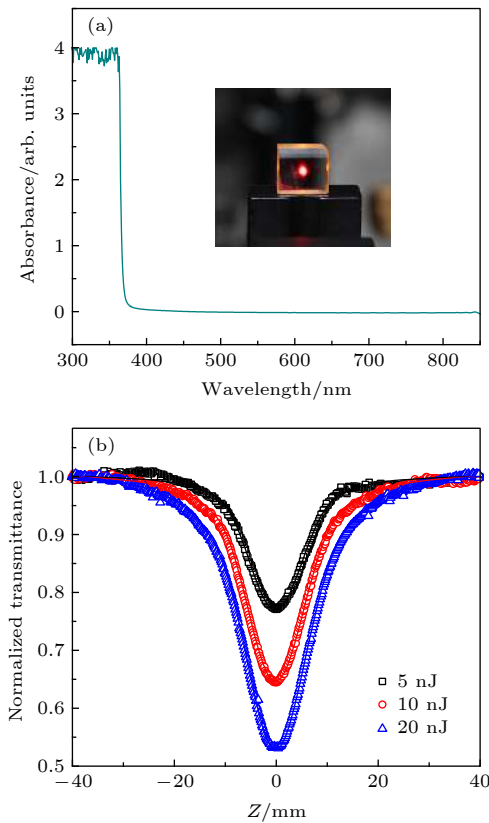 (a)
4
3
2
1
0
Absorbance/arb. units
300 400 500 600 700 800
Wavelength/nm
(b)
1.0
0.9
0.8
0.7
0.6
0.5
Normalized transmittance
5 nJ
10 nJ
20 nJ
−40 −20 0 20 40
Z/mm